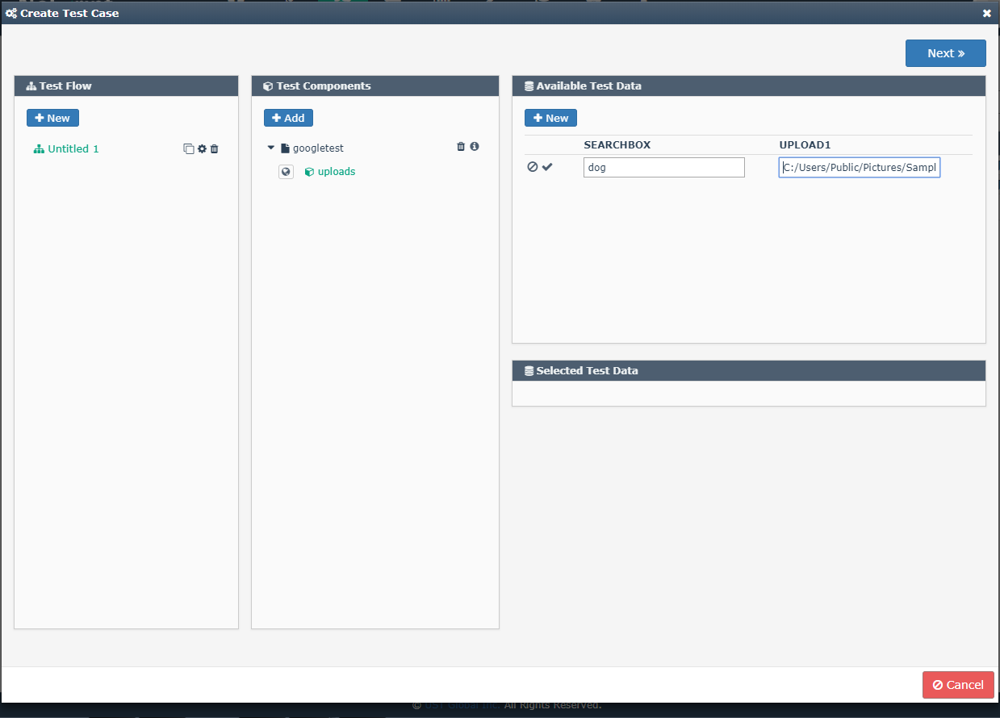 Create Test Case
Next »
Test Flow
New
Untitled 1
Test Components
Add
googletest
uploads
Available Test Data
New
SEARCHBOX UPLOAD1
dog C:/Users/Public/Pictures/Sampl
Selected Test Data
Cancel
© UST Global Inc. All Rights Reserved.